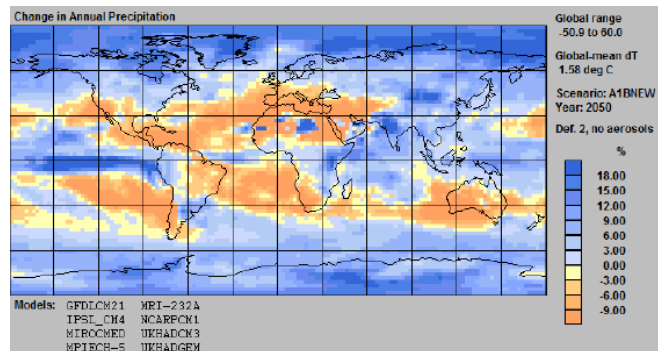 Change in Annual Precipitation
Global range
-50.9 to 60.0
Global-mean dT
1.58 deg C
Scenario: A1BNEW
Year: 2050
Def. 2, no aerosols
%
18.00
15.00
12.00
9.00
6.00
3.00
0.00
-3.00
-6.00
-9.00
Models: GFDLCM21 MRI-232A
IPSL_CM4 NCARPCM1
MIROCMED UKHADCM3
MPIECH-5 UKHADGEM